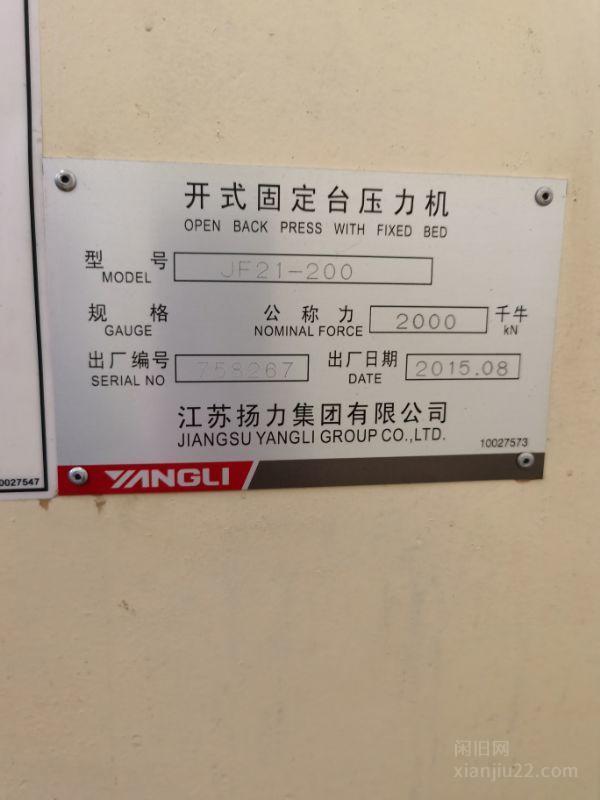 开式固定台压力机
OPEN BACK PRESS WITH FIXED BED
型 号 JF21-200
MODEL
规 格 公 称 力 2000 千牛
GAUGE NOMINAL FORCE kN
出厂编号 758267 出厂日期 2015.08
SERIAL NO DATE
江苏扬力集团有限公司
JIANGSU YANGLI GROUP CO.,LTD.
10027573
YANGLI
0027547
闲旧网
xianjiu22.com